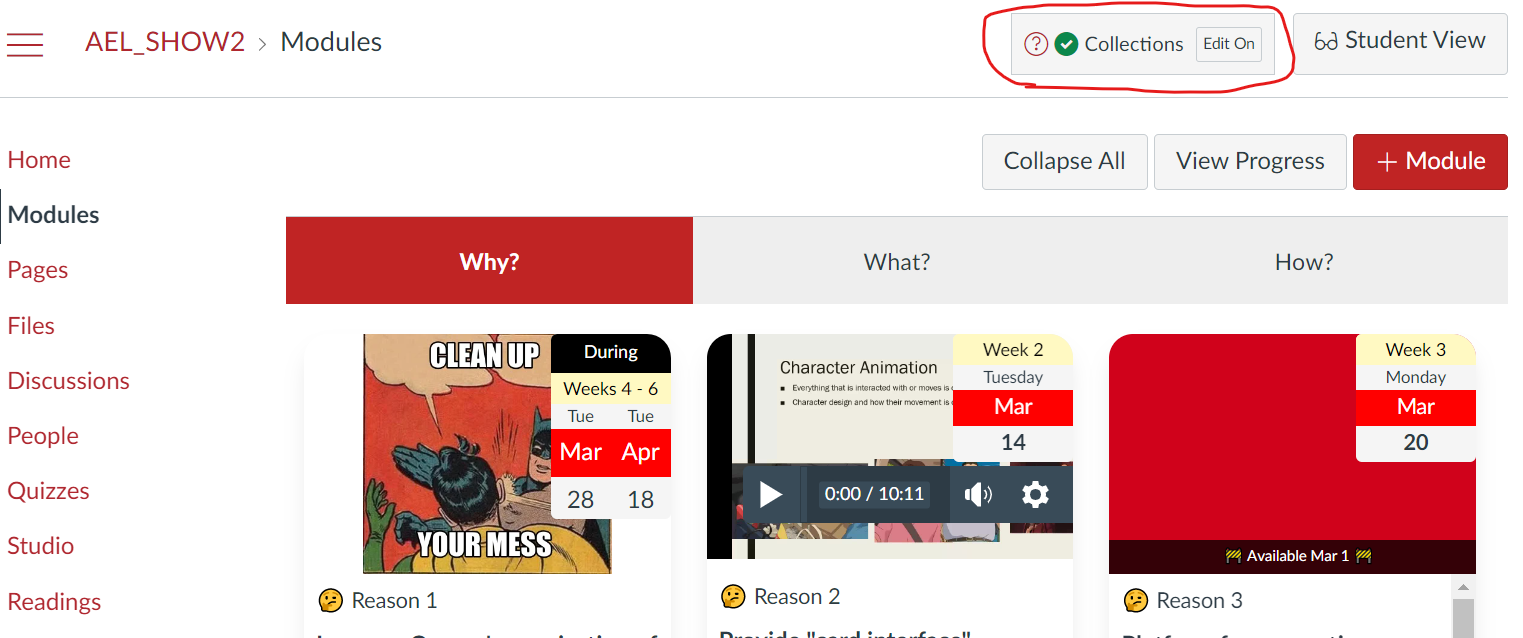 AEL_SHOW2 > Modules
? Collections Edit On
Student View
Home
Modules
Pages
Files
Discussions
People
Quizzes
Studio
Readings
Collapse All
View Progress
+ Module
Why?
What?
How?
CLEAN UP
YOUR MESS
During
Weeks 4 - 6
Tue Tue
Mar Apr
28 18
🤔 Reason 1
Character Animation
▪ Everything that is interacted with or moves is
▪ Character design and how their movement is
Week 2
Tuesday
Mar
14
0:00 / 10:11
🤔 Reason 2
Provide "card interface"
Week 3
Monday
Mar
20
🚧 Available Mar 1 🚧
🤔 Reason 3